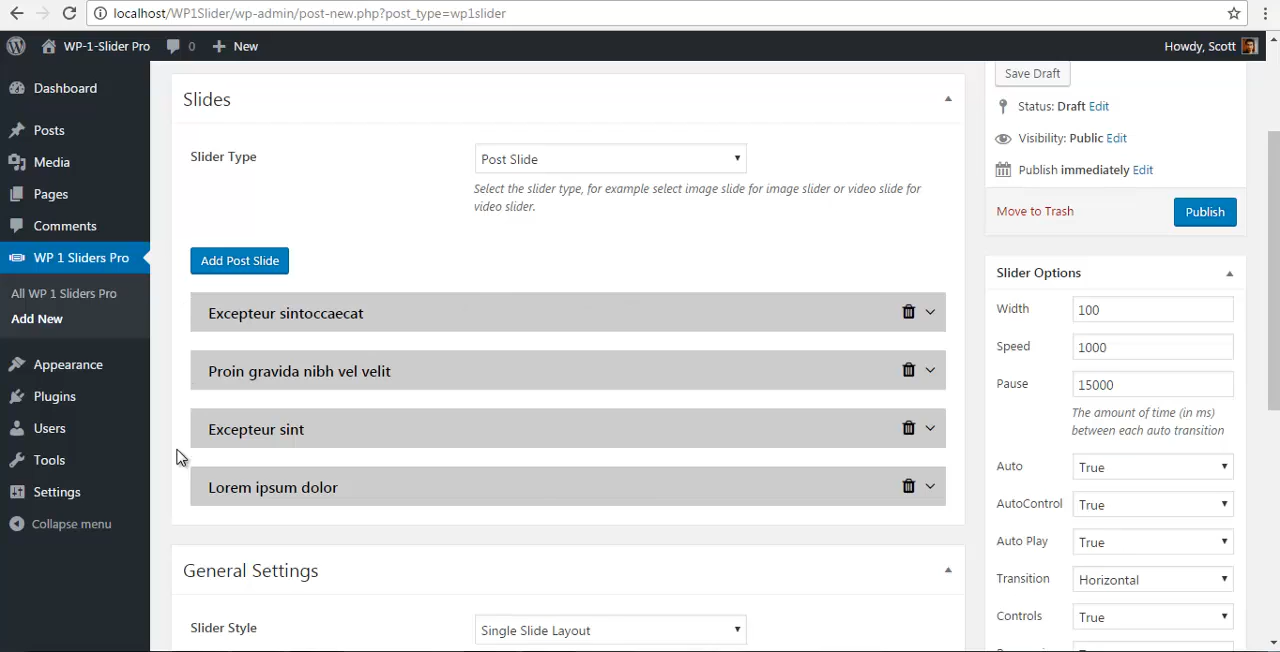 localhost/WP1Slider/wp-admin/post-new.php?post_type=wp1slider
WP-1-Slider Pro
0
New
Howdy, Scott
Dashboard
Posts
Media
Pages
Comments
WP 1 Sliders Pro
All WP 1 Sliders Pro
Add New
Appearance
Plugins
Users
Tools
Settings
Collapse menu
Slides
Slider Type
Post Slide
Select the slider type, for example select image slide for image slider or video slide for
video slider.
Add Post Slide
Excepteur sintoccaecat
Proin gravida nibh vel velit
Excepteur sint
Lorem ipsum dolor
General Settings
Slider Style
Single Slide Layout
Save Draft
Status: Draft Edit
Visibility: Public Edit
Publish immediately Edit
Move to Trash
Publish
Slider Options
Width 100
Speed 1000
Pause 15000
The amount of time (in ms)
between each auto transition
Auto True
AutoControl True
Auto Play True
Transition Horizontal
Controls True